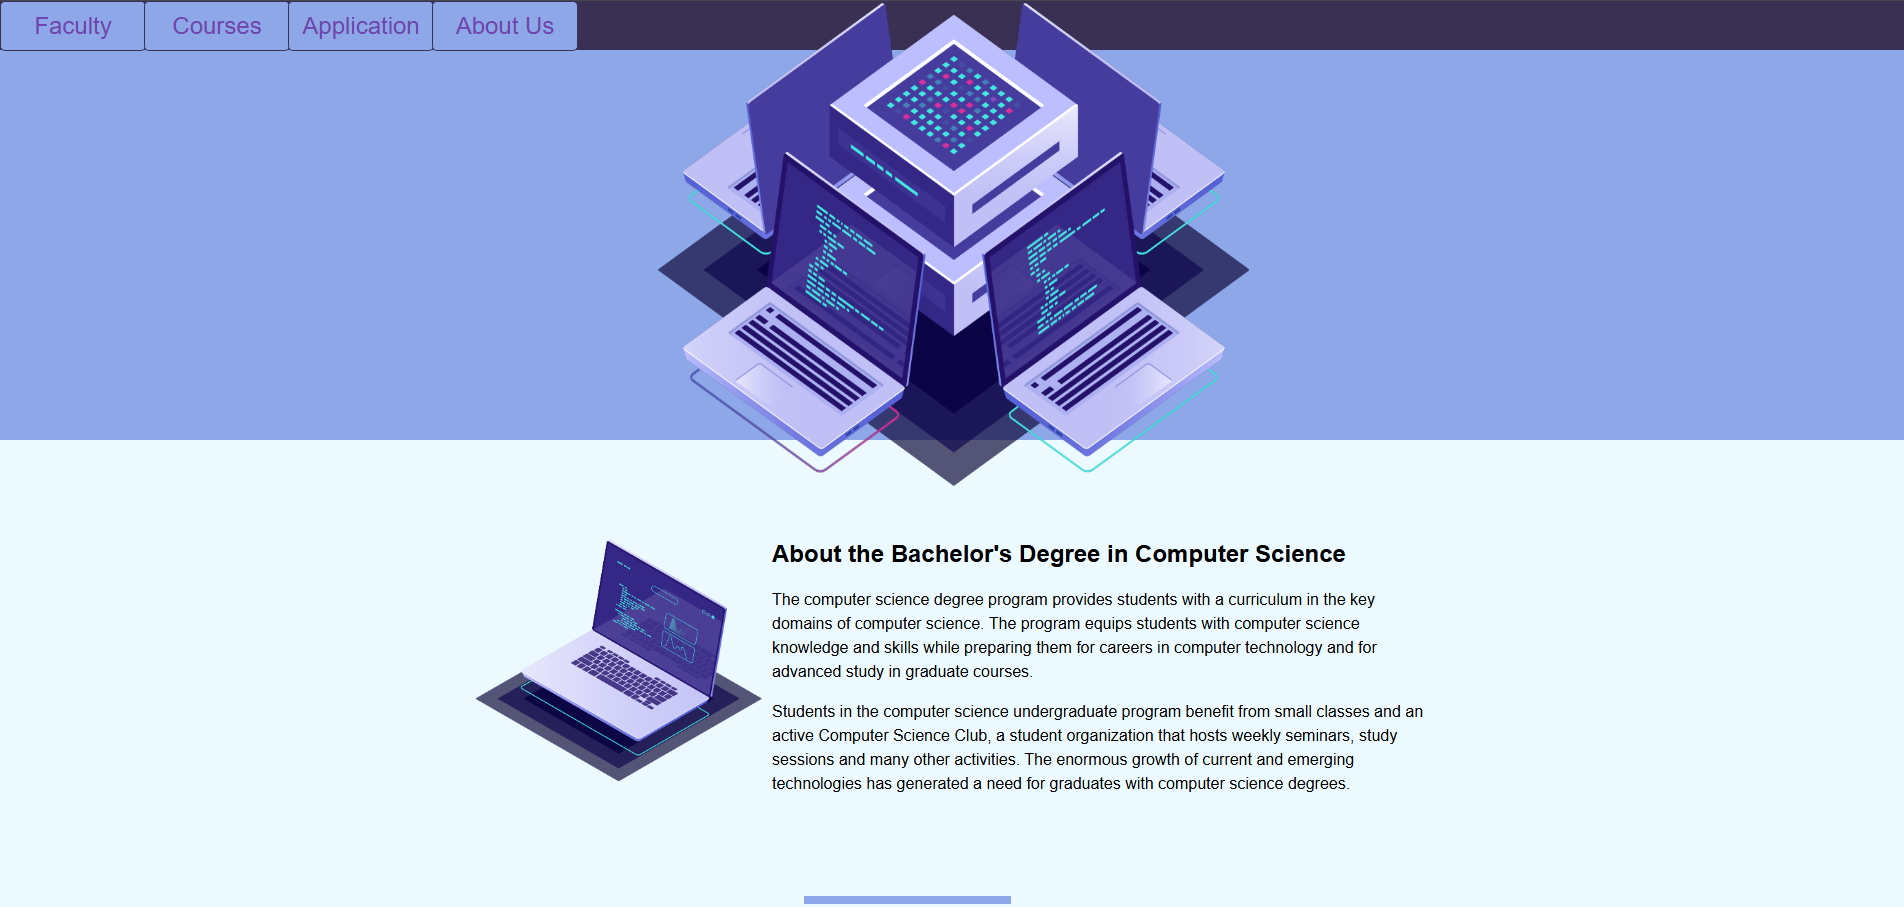 Faculty
Courses
Application
About Us
About the Bachelor's Degree in Computer Science
The computer science degree program provides students with a curriculum in the key
domains of computer science. The program equips students with computer science
knowledge and skills while preparing them for careers in computer technology and for
advanced study in graduate courses.
Students in the computer science undergraduate program benefit from small classes and an
active Computer Science Club, a student organization that hosts weekly seminars, study
sessions and many other activities. The enormous growth of current and emerging
technologies has generated a need for graduates with computer science degrees.